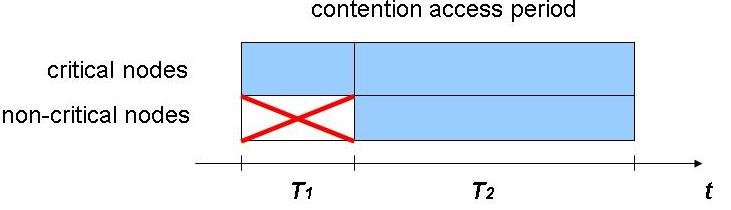 contention access period
critical nodes
non-critical nodes
T1 T2 t